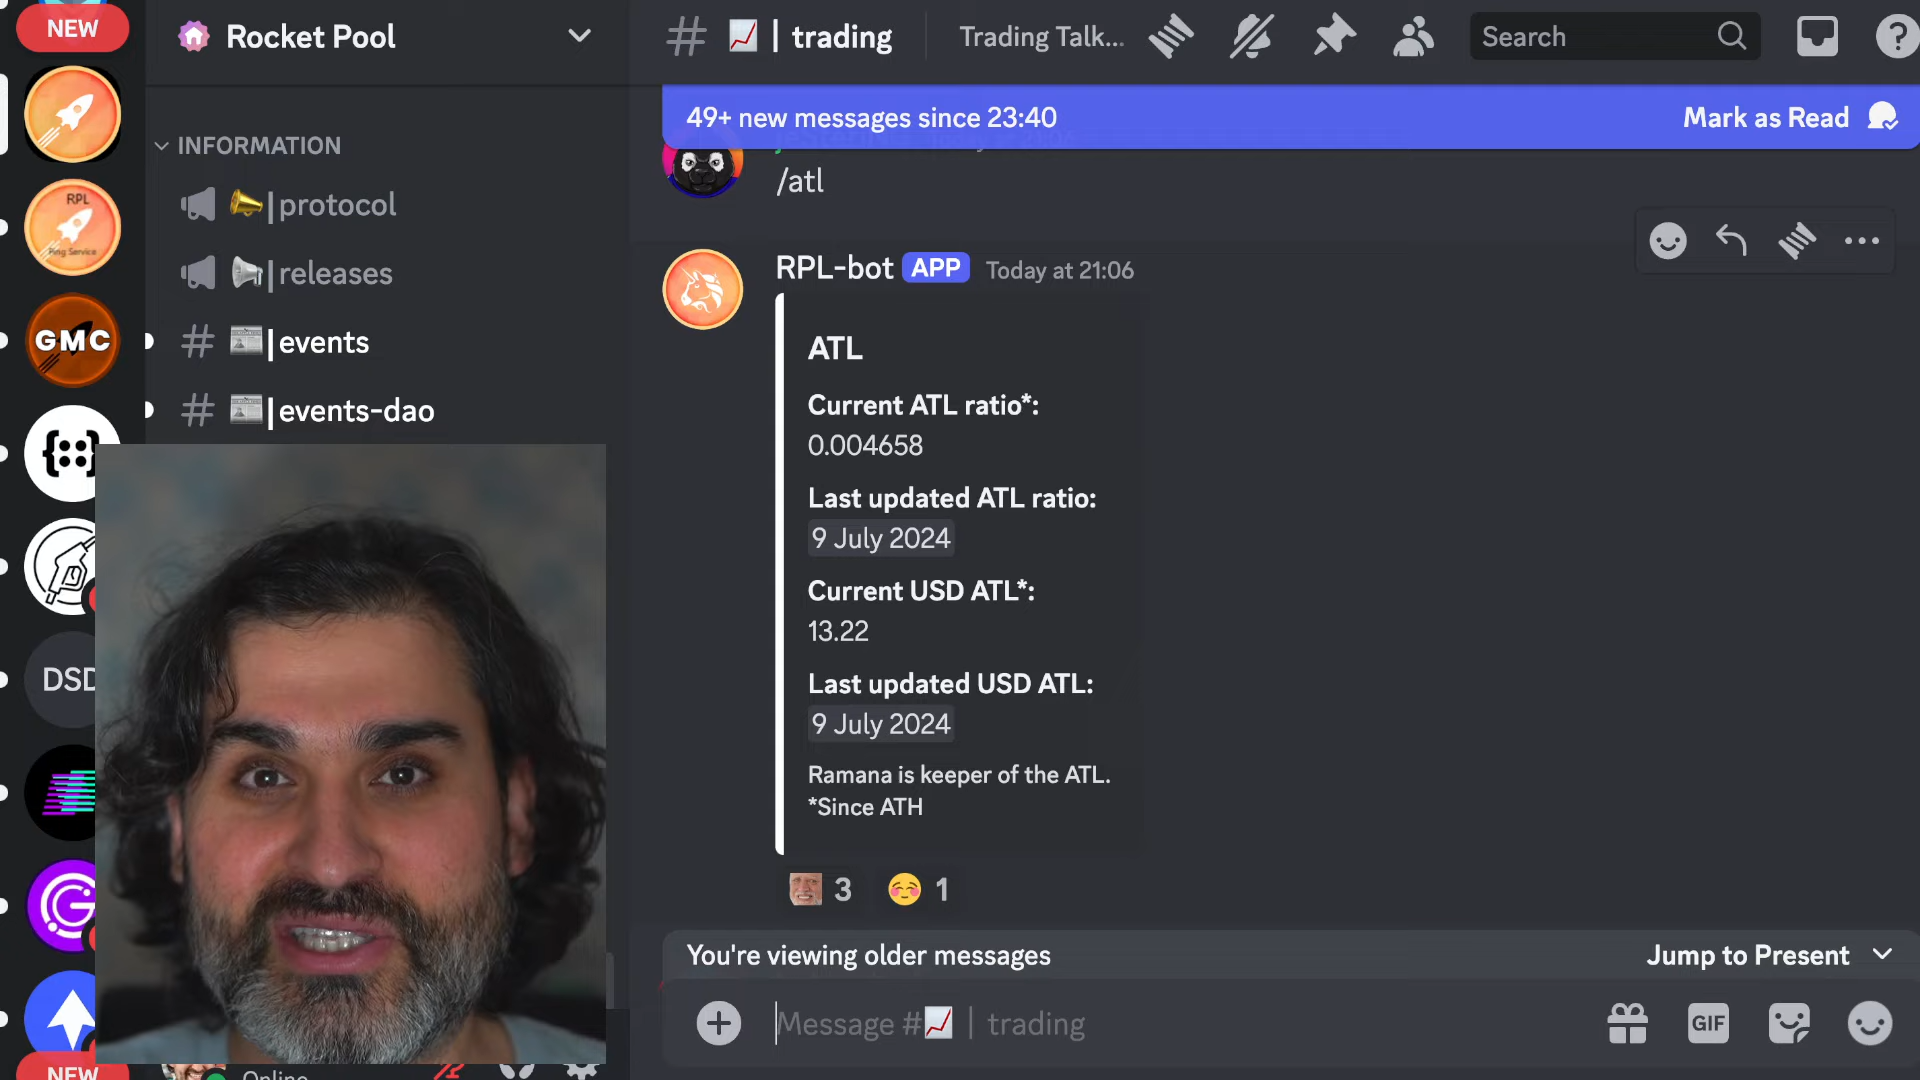 NEW
Rocket Pool
trading
Trading Talk...
Search
49+ new messages since 23:40
Mark as Read
INFORMATION
RPL
Ping Service
protocol
/atl
releases
RPL-bot APP Today at 21:06
GMC
events
ATL
events-dao
Current ATL ratio*:
0.004658
Last updated ATL ratio:
9 July 2024
Current USD ATL*:
13.22
DSD
Last updated USD ATL:
9 July 2024
Ramana is keeper of the ATL.
*Since ATH
3
1
You're viewing older messages
Jump to Present
Message #
trading
GIF
NEW
Online